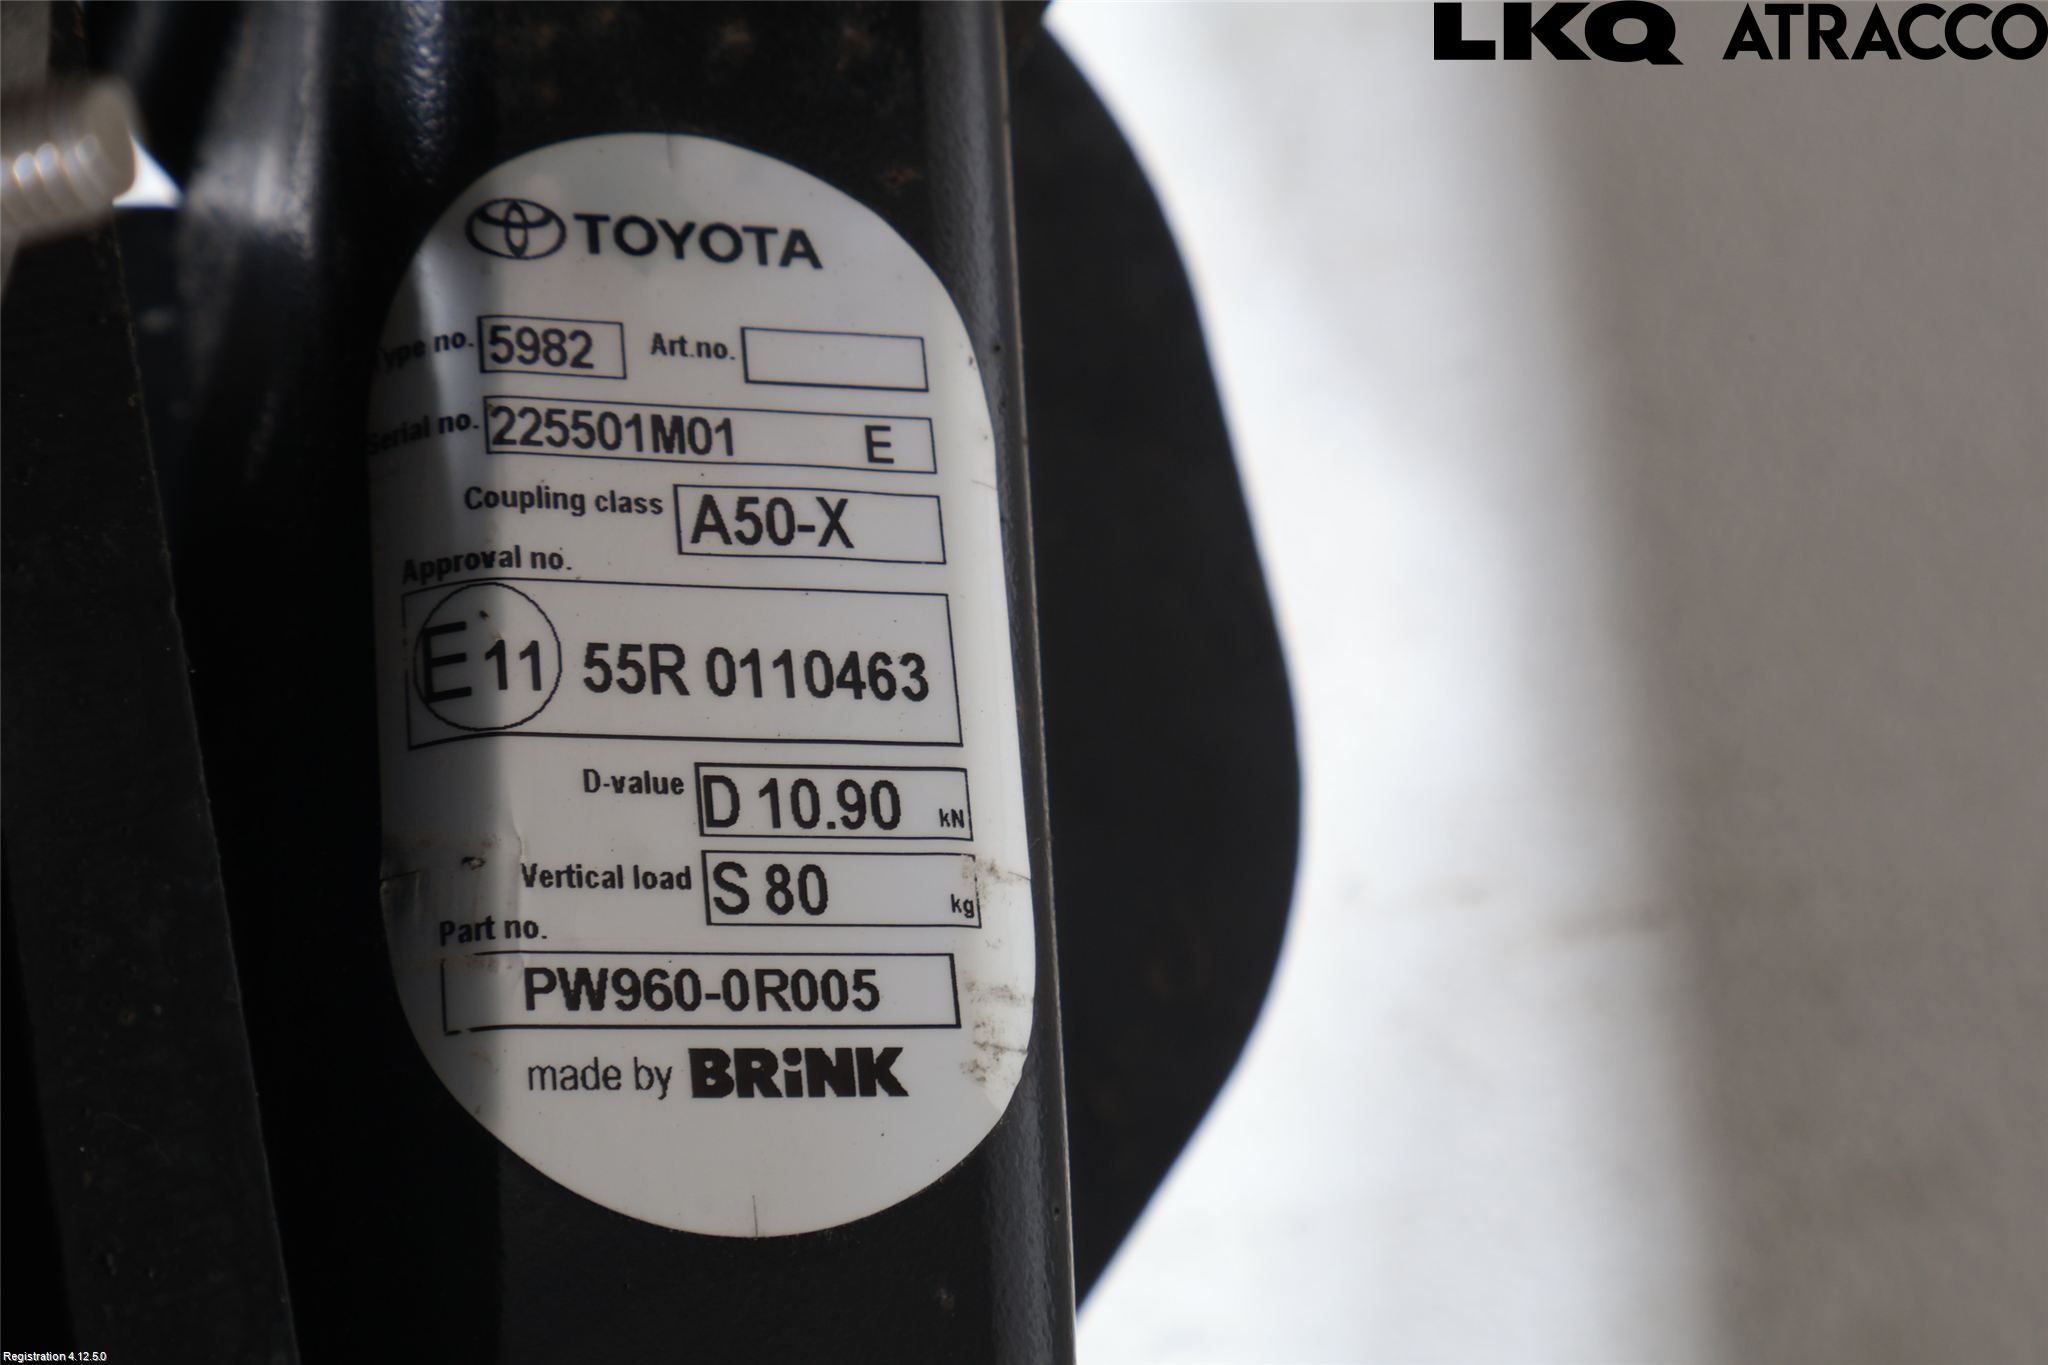 LKQ ATRACCO
TOYOTA
Type no. 5982 Art.no.
Serial no. 225501M01 E
Coupling class A50-X
Approval no.
E11 55R 0110463
D-value D 10.90 kN
Vertical load S 80 kg
Part no.
PW960-0R005
made by BRiNK
Registration 4.12.5.0